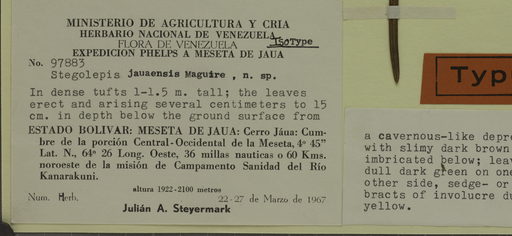 MINISTERIO DE AGRICULTURA Y CRIA
HERBARIO NACIONAL DE VENEZUELA
FLORA DE VENEZUELA
IsoType
EXPEDICION PHELPS A MESETA DE JAUA
No. 97883
Stegolepis jauaensis Maguire, n. sp.
In dense tufts 1-1.5 m. tall; the leaves
erect and arising several centimeters to 15
cm. in depth below the ground surface from
ESTADO BOLIVAR: MESETA DE JAUA: Cerro Jáua: Cum-
bre de la porción Central-Occidental de la Meseta, 4º 45"
Lat. N., 64º 26 Long. Oeste, 36 millas nauticas o 60 Kms.
noroeste de la misión de Campamento Sanidad del Río
Kanarakuni.
altura 1922-2100 metros
Num. Herb.
22-27 de Marzo de 1967
Julián A. Steyermark
Typ
a cavernous-like depre
with slimy dark brown
imbricated below; leav
dull dark green on one
other side, sedge- or
bracts of involucre du
yellow.